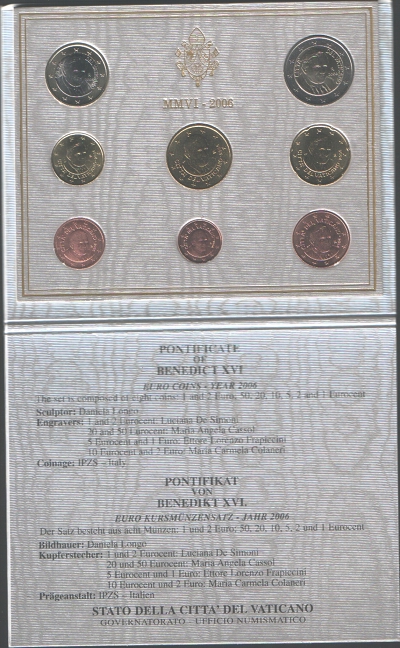 MMVI - 2006
PONTIFICATE
OF
BENEDICT XVI
EURO COINS - YEAR 2006
The set is composed of eight coins: 1 and 2 Euro, 50, 20, 10, 5, 2 and 1 Eurocent
Sculptor: Daniela Longo
Engravers: 1 and 2 Eurocent: Luciana De Simoni
20 and 50 Eurocent: Maria Angela Cassol
5 Eurocent and 1 Euro: Ettore Lorenzo Frapiccini
10 Eurocent and 2 Euro: Maria Carmela Colaneri
Coinage: IPZS - Italy
PONTIFIKAT
VON
BENEDIKT XVI.
EURO KURSMÜNZENSATZ - JAHR 2006
Der Satz besteht aus acht Münzen: 1 und 2 Euro; 50, 20, 10, 5, 2 und 1 Eurocent
Bildhauer: Daniela Longo
Kupferstecher: 1 und 2 Eurocent: Luciana De Simoni
20 und 50 Eurocent: Maria Angela Cassol
5 Eurocent und 1 Euro: Ettore Lorenzo Frapiccini
10 Eurocent und 2 Euro: Maria Carmela Colaneri
Prägeanstalt: IPZS – Italien
STATO DELLA CITTA' DEL VATICANO
GOVERNATORATO - UFFICIO NUMISMATICO